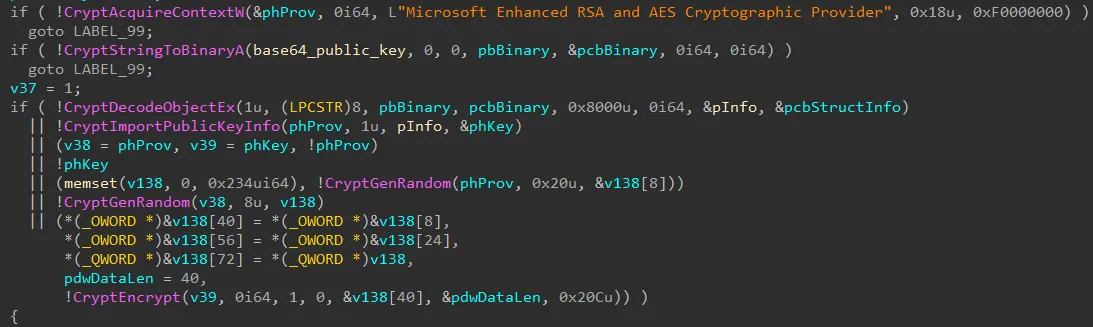 if ( !CryptAcquireContextW(&phProv, 0i64, L"Microsoft Enhanced RSA and AES Cryptographic Provider", 0x18u, 0xF0000000) )
  goto LABEL_99;
if ( !CryptStringToBinaryA(base64_public_key, 0, 0, pbBinary, &pcbBinary, 0i64, 0i64) )
  goto LABEL_99;
v37 = 1;
if ( !CryptDecodeObjectEx(1u, (LPCSTR)8, pbBinary, pcbBinary, 0x8000u, 0i64, &pInfo, &pcbStructInfo)
  || !CryptImportPublicKeyInfo(phProv, 1u, pInfo, &phKey)
  || (v38 = phProv, v39 = phKey, !phProv)
  || !phKey
  || (memset(v138, 0, 0x234ui64), !CryptGenRandom(phProv, 0x20u, &v138[8]))
  || !CryptGenRandom(v38, 8u, v138)
  || (*(_OWORD *)&v138[40] = *(_OWORD *)&v138[8],
      *(_OWORD *)&v138[56] = *(_OWORD *)&v138[24],
      *(_QWORD *)&v138[72] = *(_QWORD *)v138,
      pdwDataLen = 40,
      !CryptEncrypt(v39, 0i64, 1, 0, &v138[40], &pdwDataLen, 0x20Cu)) )
{